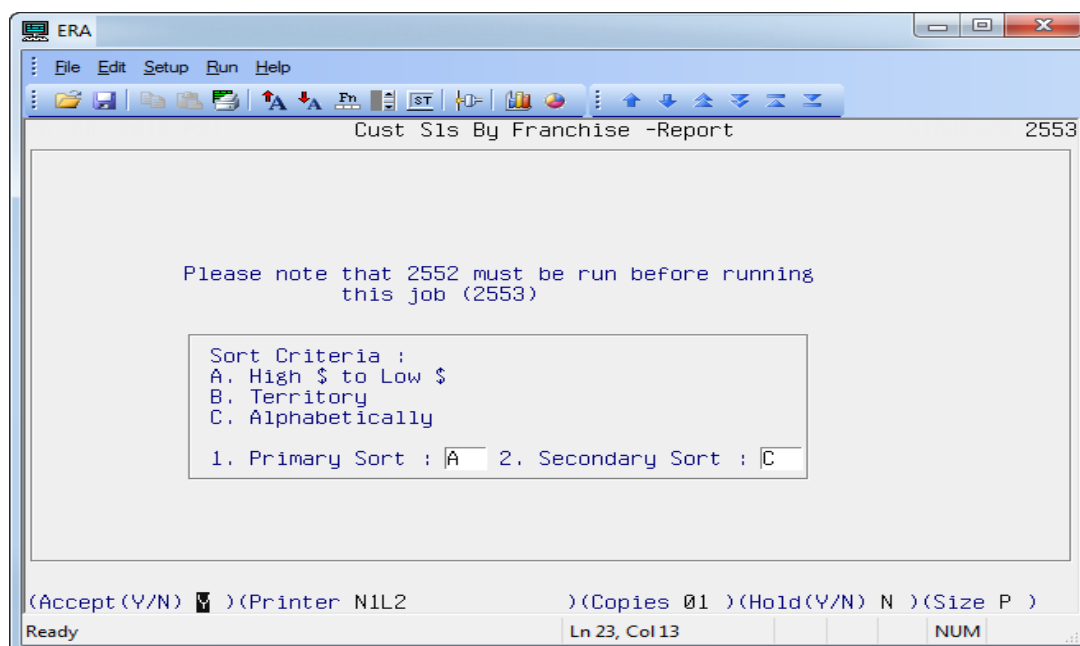 ERA
File Edit Setup Run Help
A A Fn ST
Cust Sls By Franchise -Report 2553
Please note that 2552 must be run before running
this job (2553)
Sort Criteria :
A. High $ to Low $
B. Territory
C. Alphabetically
1. Primary Sort : A 2. Secondary Sort : C
(Accept(Y/N) Y )(Printer N1L2 )(Copies 01 )(Hold(Y/N) N )(Size P )
Ready Ln 23, Col 13 NUM